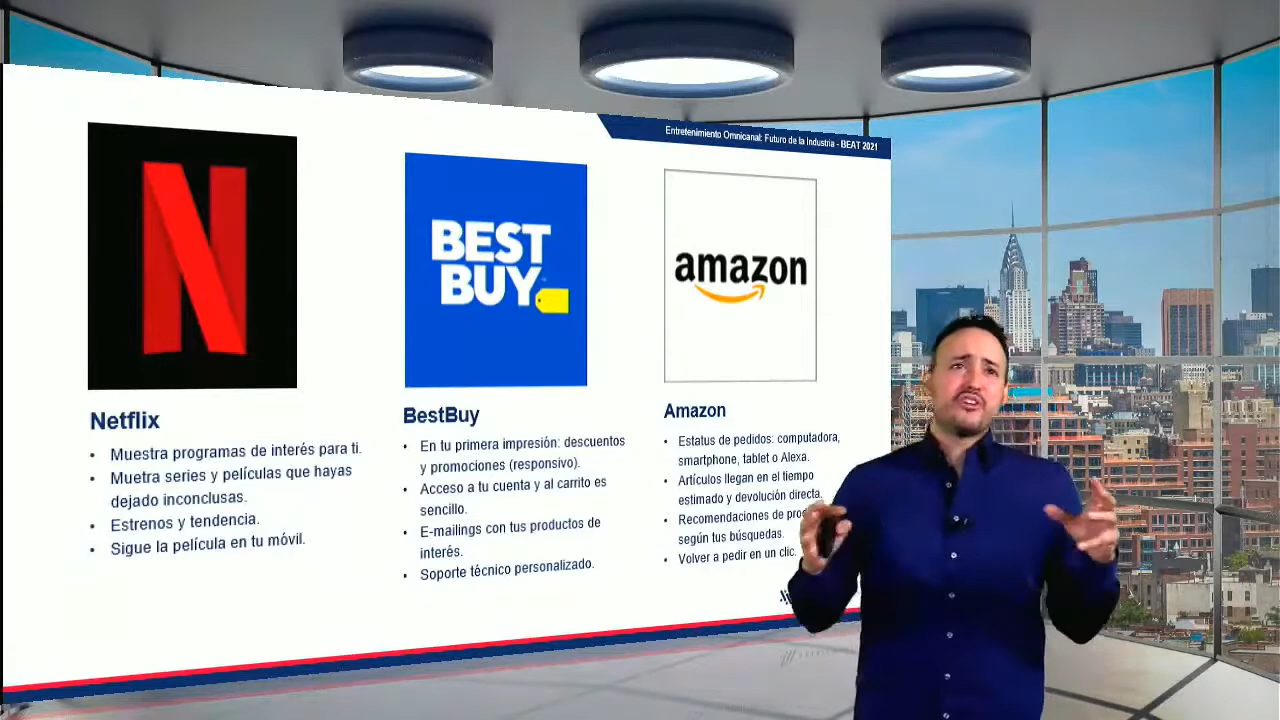 Entretenimiento Omnicanal: Futuro de la Industria - BEAT 2021
N
BEST
BUY
amazon
Netflix
• Muestra programas de interés para ti.
• Muetra series y películas que hayas
dejado inconclusas.
• Estrenos y tendencia.
• Sigue la película en tu móvil.
BestBuy
• En tu primera impresión: descuentos
y promociones (responsivo).
• Acceso a tu cuenta y al carrito es
sencillo.
• E-mailings con tus productos de
interés.
• Soporte técnico personalizado.
Amazon
• Estatus de pedidos: computadora,
smartphone, tablet o Alexa.
• Artículos llegan en el tiempo
estimado y devolución directa.
• Recomendaciones de
según tus búsquedas.
• Volver a pedir en un clic.